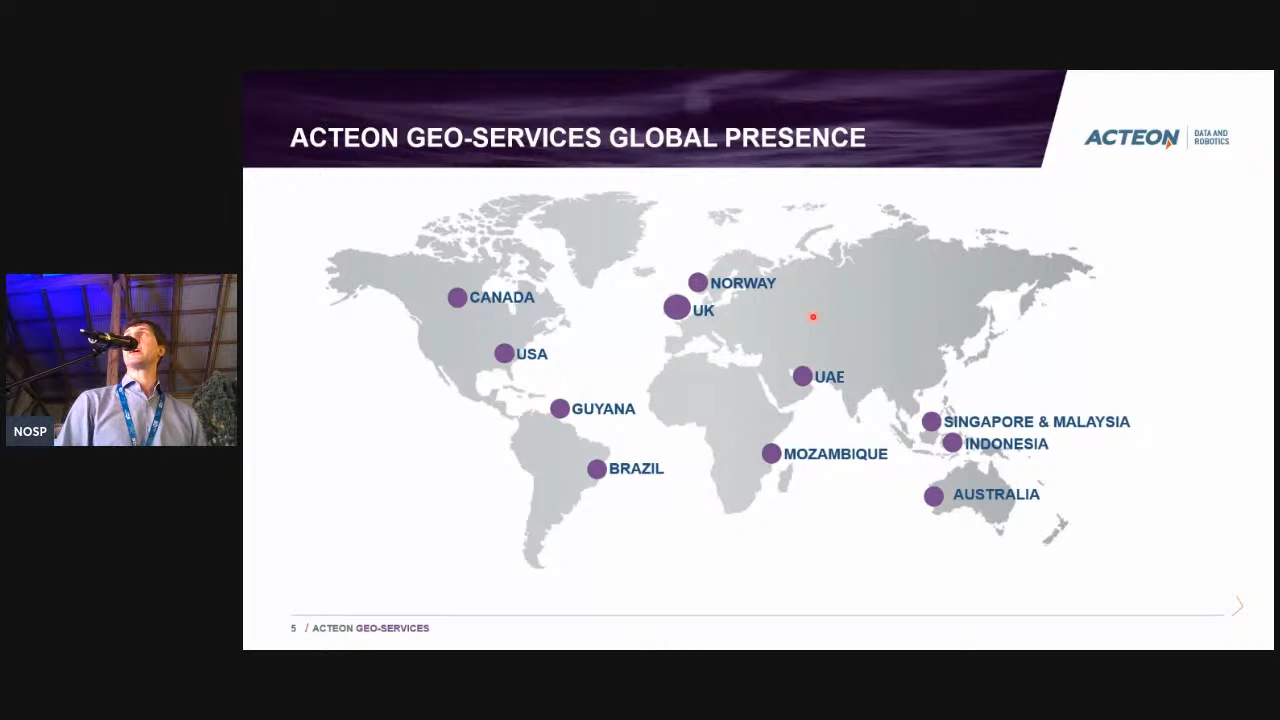 ACTEON GEO-SERVICES GLOBAL PRESENCE
ACTEON
DATA AND
ROBOTICS
NORWAY
CANADA
UK
USA
UAE
GUYANA
SINGAPORE & MALAYSIA
INDONESIA
MOZAMBIQUE
BRAZIL
AUSTRALIA
NOSP
5 / ACTEON GEO-SERVICES